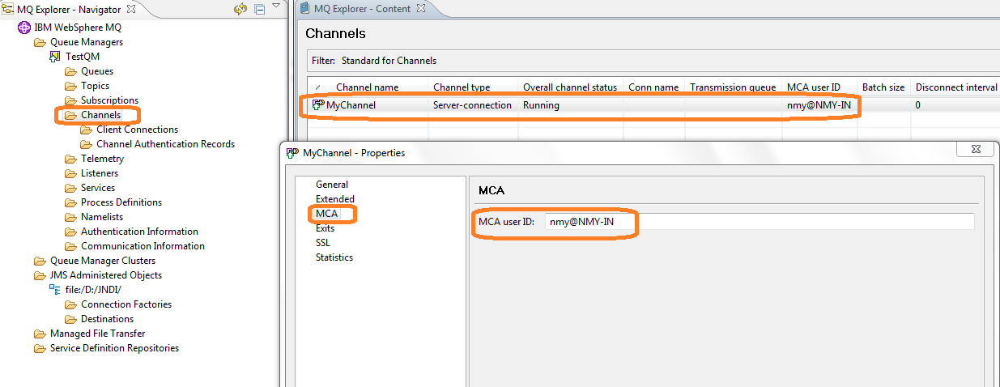 MQ Explorer - Navigator
IBM WebSphere MQ
Queue Managers
TestQM
Queues
Topics
Subscriptions
Channels
Client Connections
Channel Authentication Records
Telemetry
Listeners
Services
Process Definitions
Namelists
Authentication Information
Communication Information
Queue Manager Clusters
JMS Administered Objects
file:/D:/JNDI/
Connection Factories
Destinations
Managed File Transfer
Service Definition Repositories
MQ Explorer - Content
Channels
Filter: Standard for Channels
Channel name Channel type Overall channel status Conn name Transmission queue MCA user ID Batch size Disconnect interval
MyChannel Server-connection Running nmy@NMY-IN 0
MyChannel - Properties
General
Extended
MCA
Exits
SSL
Statistics
MCA
MCA user ID: nmy@NMY-IN